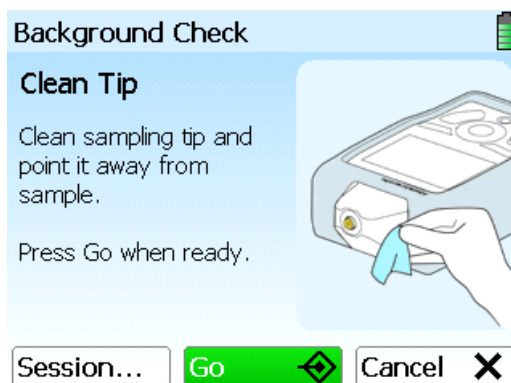 Background Check
Clean Tip
Clean sampling tip and
point it away from
sample.
Press Go when ready.
Session...
Go
Cancel